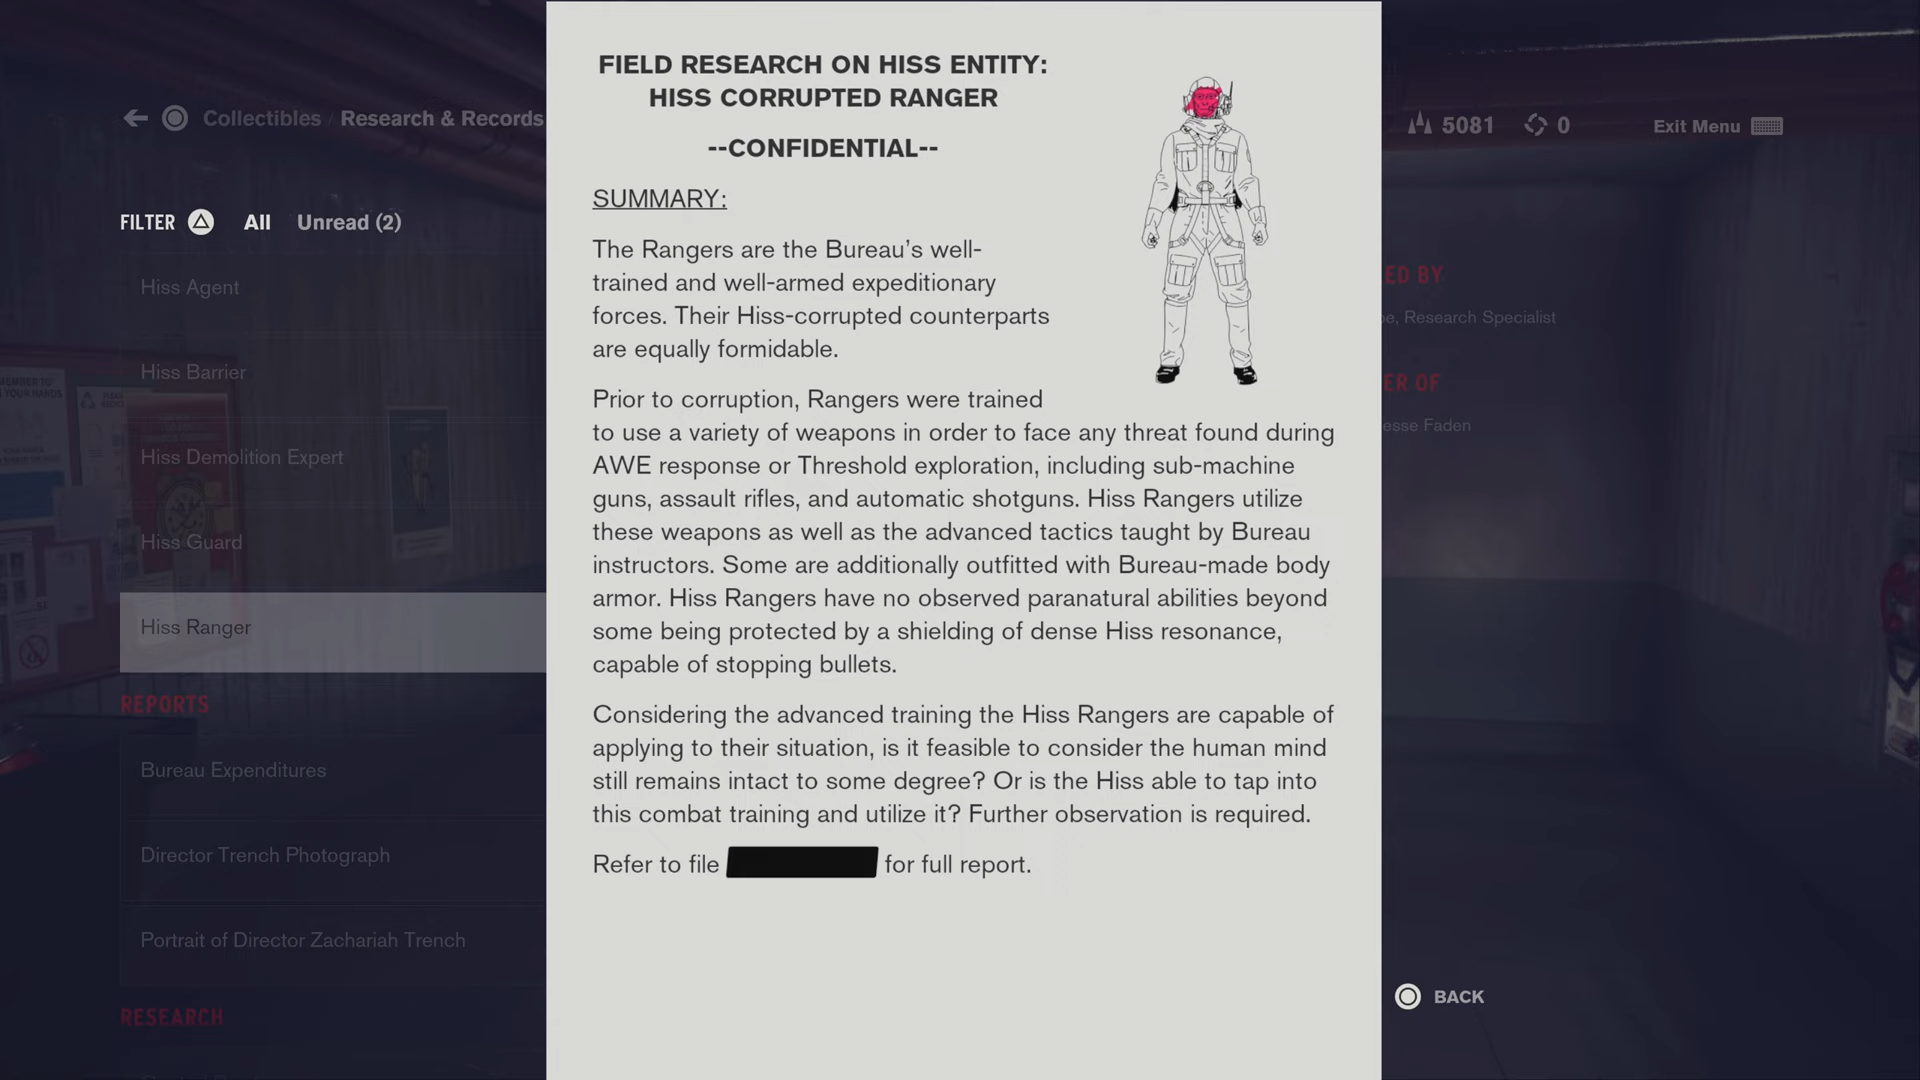 FIELD RESEARCH ON HISS ENTITY:
HISS CORRUPTED RANGER
--CONFIDENTIAL--
SUMMARY:
The Rangers are the Bureau’s well-
trained and well-armed expeditionary
forces. Their Hiss-corrupted counterparts
are equally formidable.
Prior to corruption, Rangers were trained
to use a variety of weapons in order to face any threat found during
AWE response or Threshold exploration, including sub-machine
guns, assault rifles, and automatic shotguns. Hiss Rangers utilize
these weapons as well as the advanced tactics taught by Bureau
instructors. Some are additionally outfitted with Bureau-made body
armor. Hiss Rangers have no observed paranatural abilities beyond
some being protected by a shielding of dense Hiss resonance,
capable of stopping bullets.
Considering the advanced training the Hiss Rangers are capable of
applying to their situation, is it feasible to consider the human mind
still remains intact to some degree? Or is the Hiss able to tap into
this combat training and utilize it? Further observation is required.
Refer to file for full report.
Collectibles / Research & Records
FILTER All Unread (2)
Hiss Agent
Hiss Barrier
Hiss Demolition Expert
Hiss Guard
Hiss Ranger
REPORTS
Bureau Expenditures
Director Trench Photograph
Portrait of Director Zachariah Trench
RESEARCH
5081 0 Exit Menu
ED BY
Research Specialist
ER OF
esse Faden
BACK